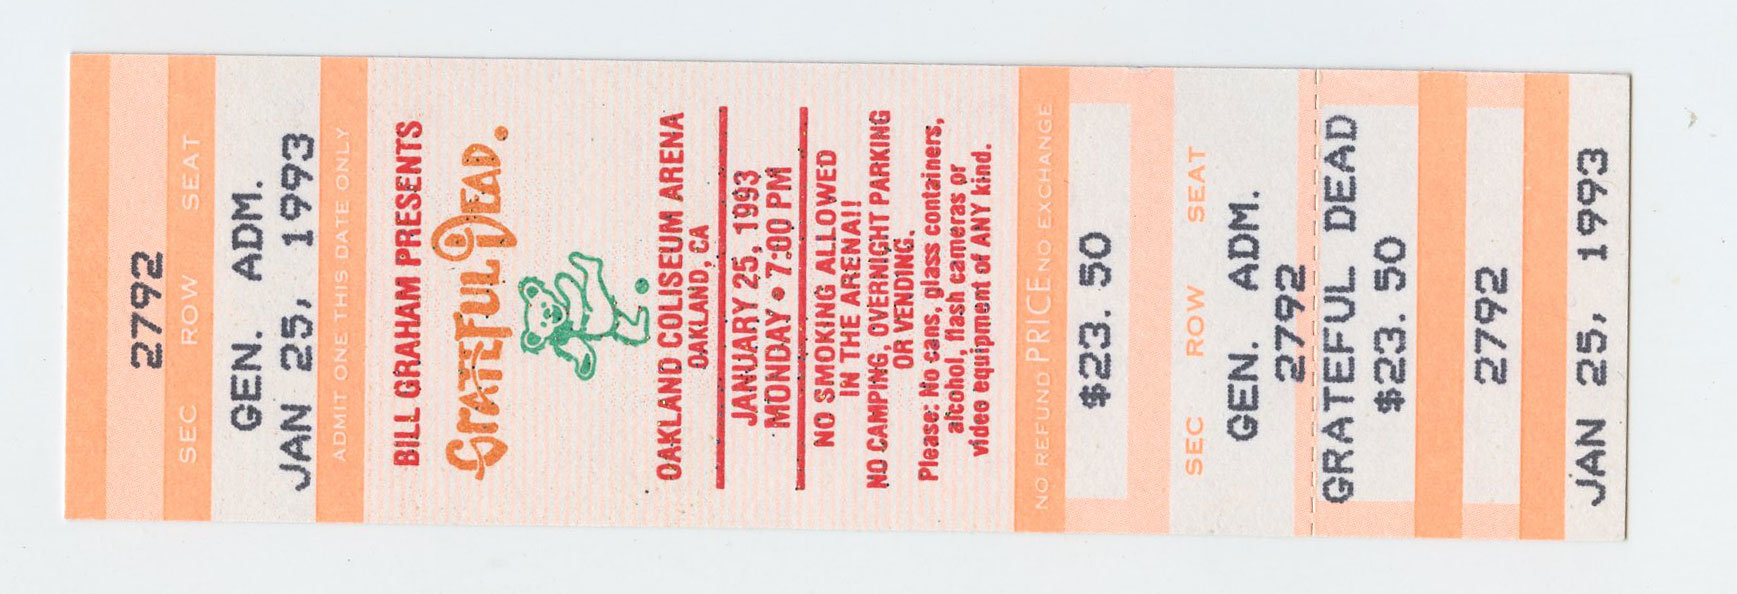 2792
SEC ROW SEAT
GEN. ADM.
JAN 25, 1993
ADMIT ONE THIS DATE ONLY
BILL GRAHAM PRESENTS
GRATEFUL DEAD.
OAKLAND COLISEUM ARENA
OAKLAND, CA
JANUARY 25, 1993
MONDAY • 7:00 PM
NO SMOKING ALLOWED
IN THE ARENA!!
NO CAMPING, OVERNIGHT PARKING
OR VENDING.
Please: No cans, glass containers,
alcohol, flash cameras or
video equipment of ANY kind.
NO REFUND PRICE NO EXCHANGE
$23.50
SEC ROW SEAT
GEN. ADM.
2792
GRATEFUL DEAD
$23.50
2792
JAN 25, 1993